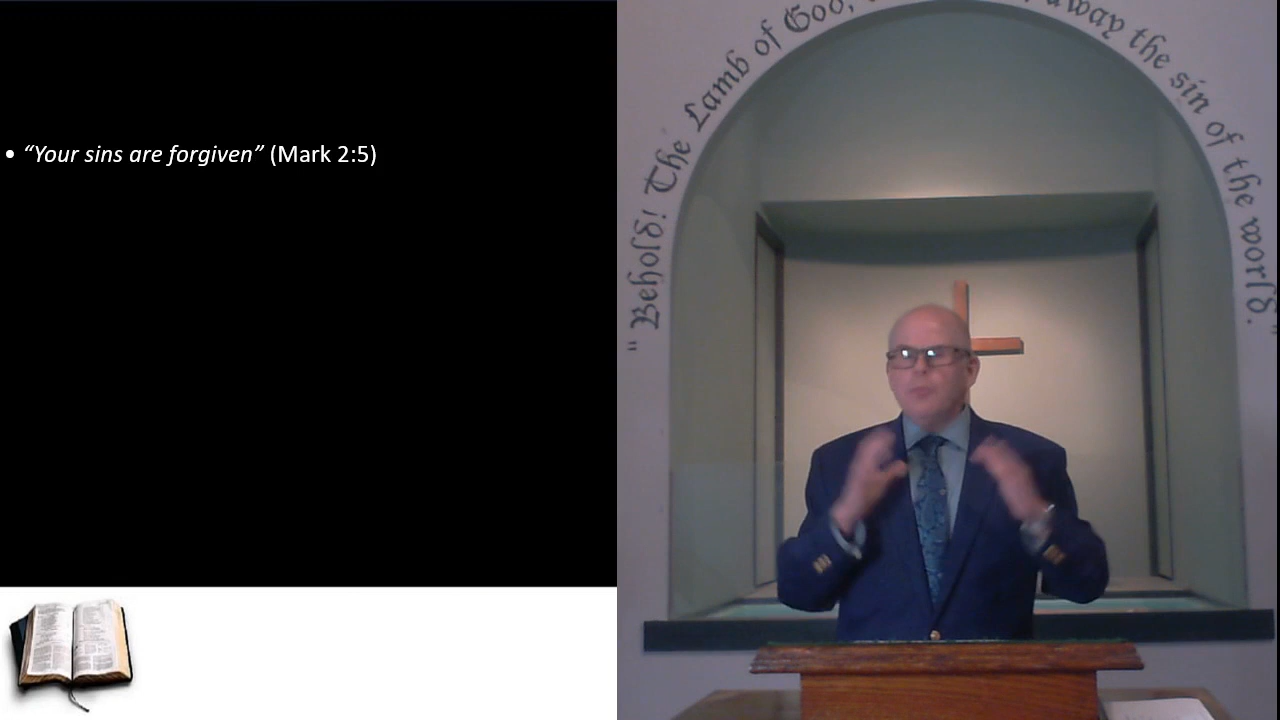 • “Your sins are forgiven” (Mark 2:5)
"Behold! The Lamb of God, away the sin of the world."